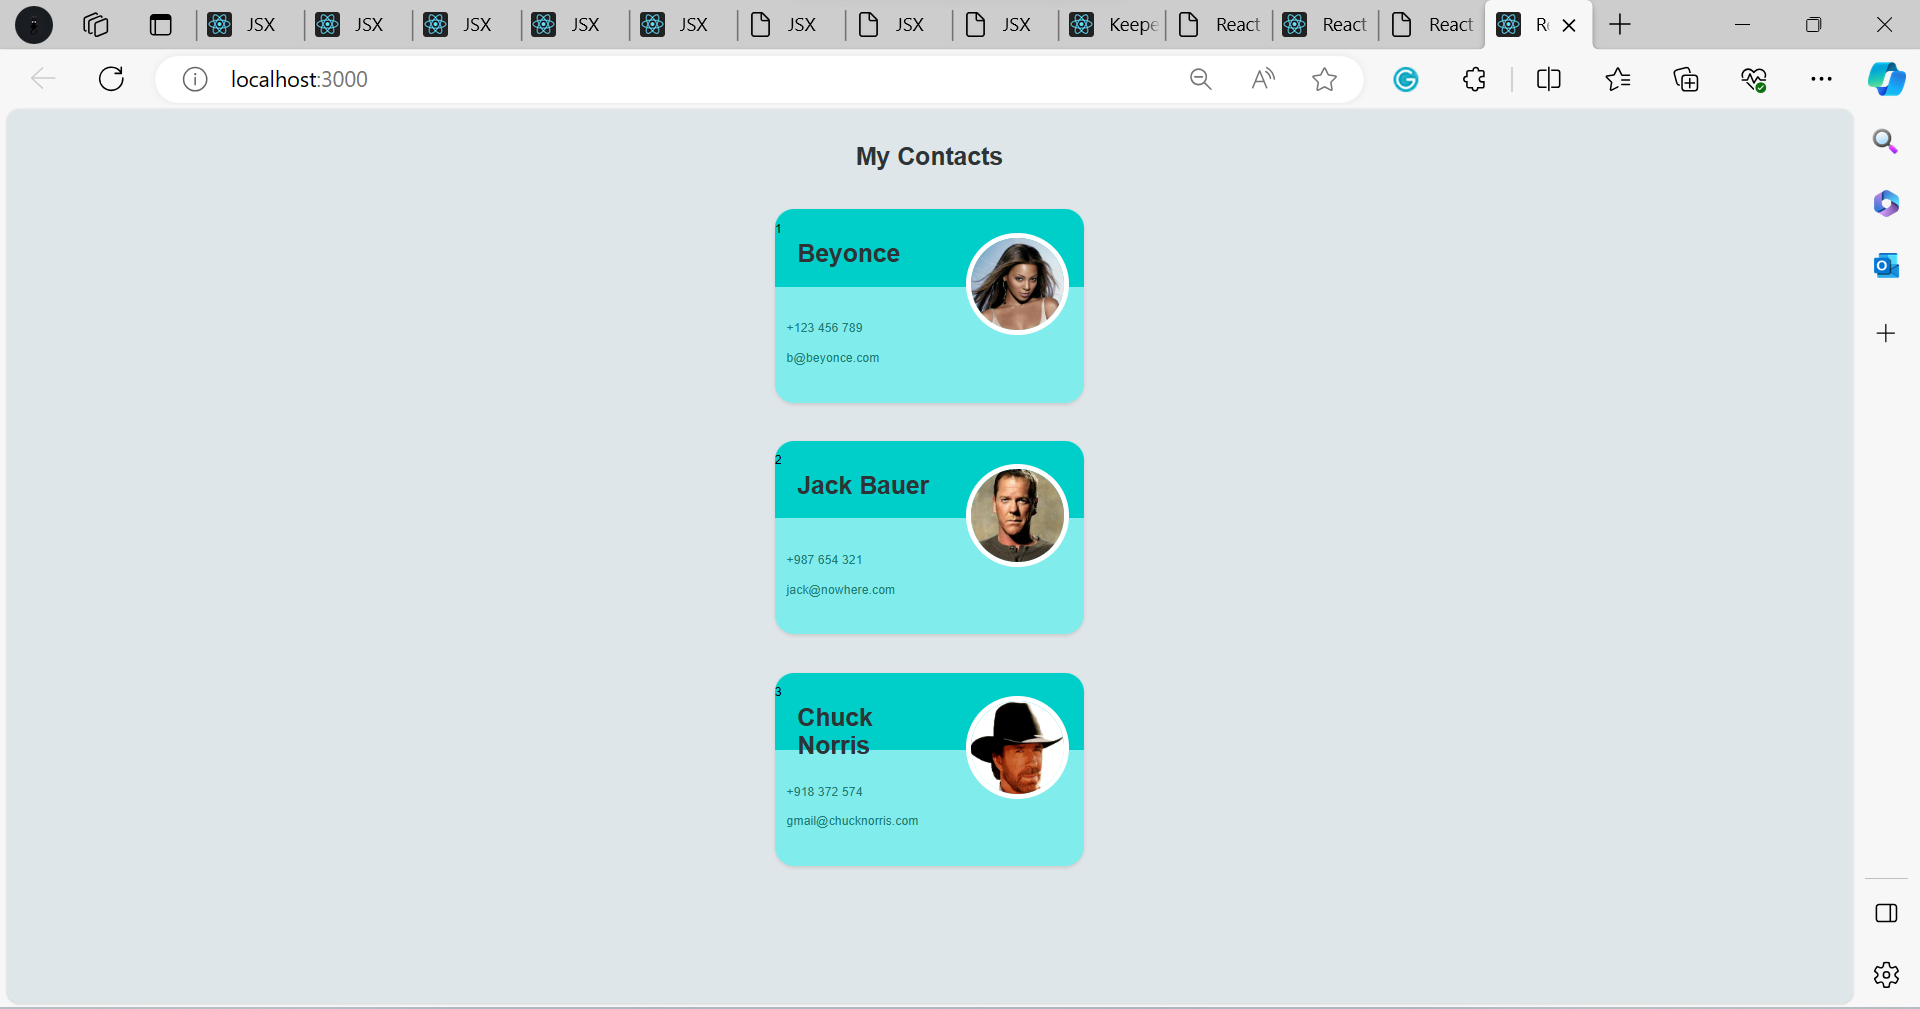 JSX JSX JSX JSX JSX JSX JSX JSX Keepe React React React Re
localhost:3000
My Contacts
1
Beyonce
+123 456 789
b@beyonce.com
2
Jack Bauer
+987 654 321
jack@nowhere.com
3
Chuck
Norris
+918 372 574
gmail@chucknorris.com